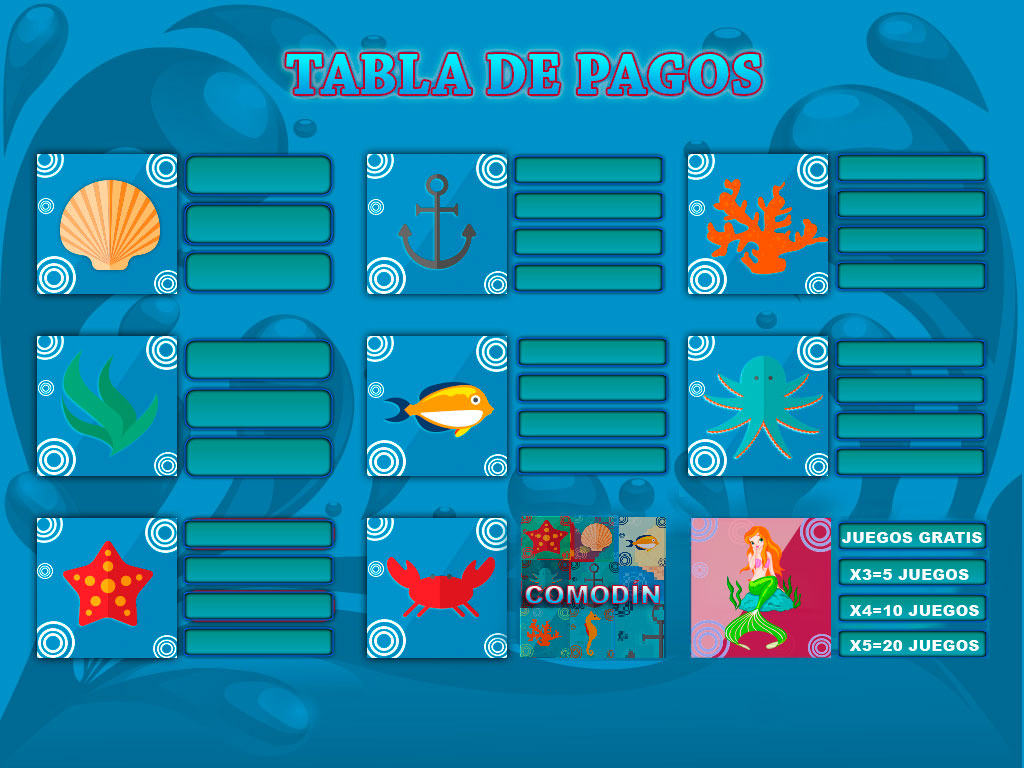 TABLA DE PAGOS
COMODIN
JUEGOS GRATIS
X3=5 JUEGOS
X4=10 JUEGOS
X5=20 JUEGOS